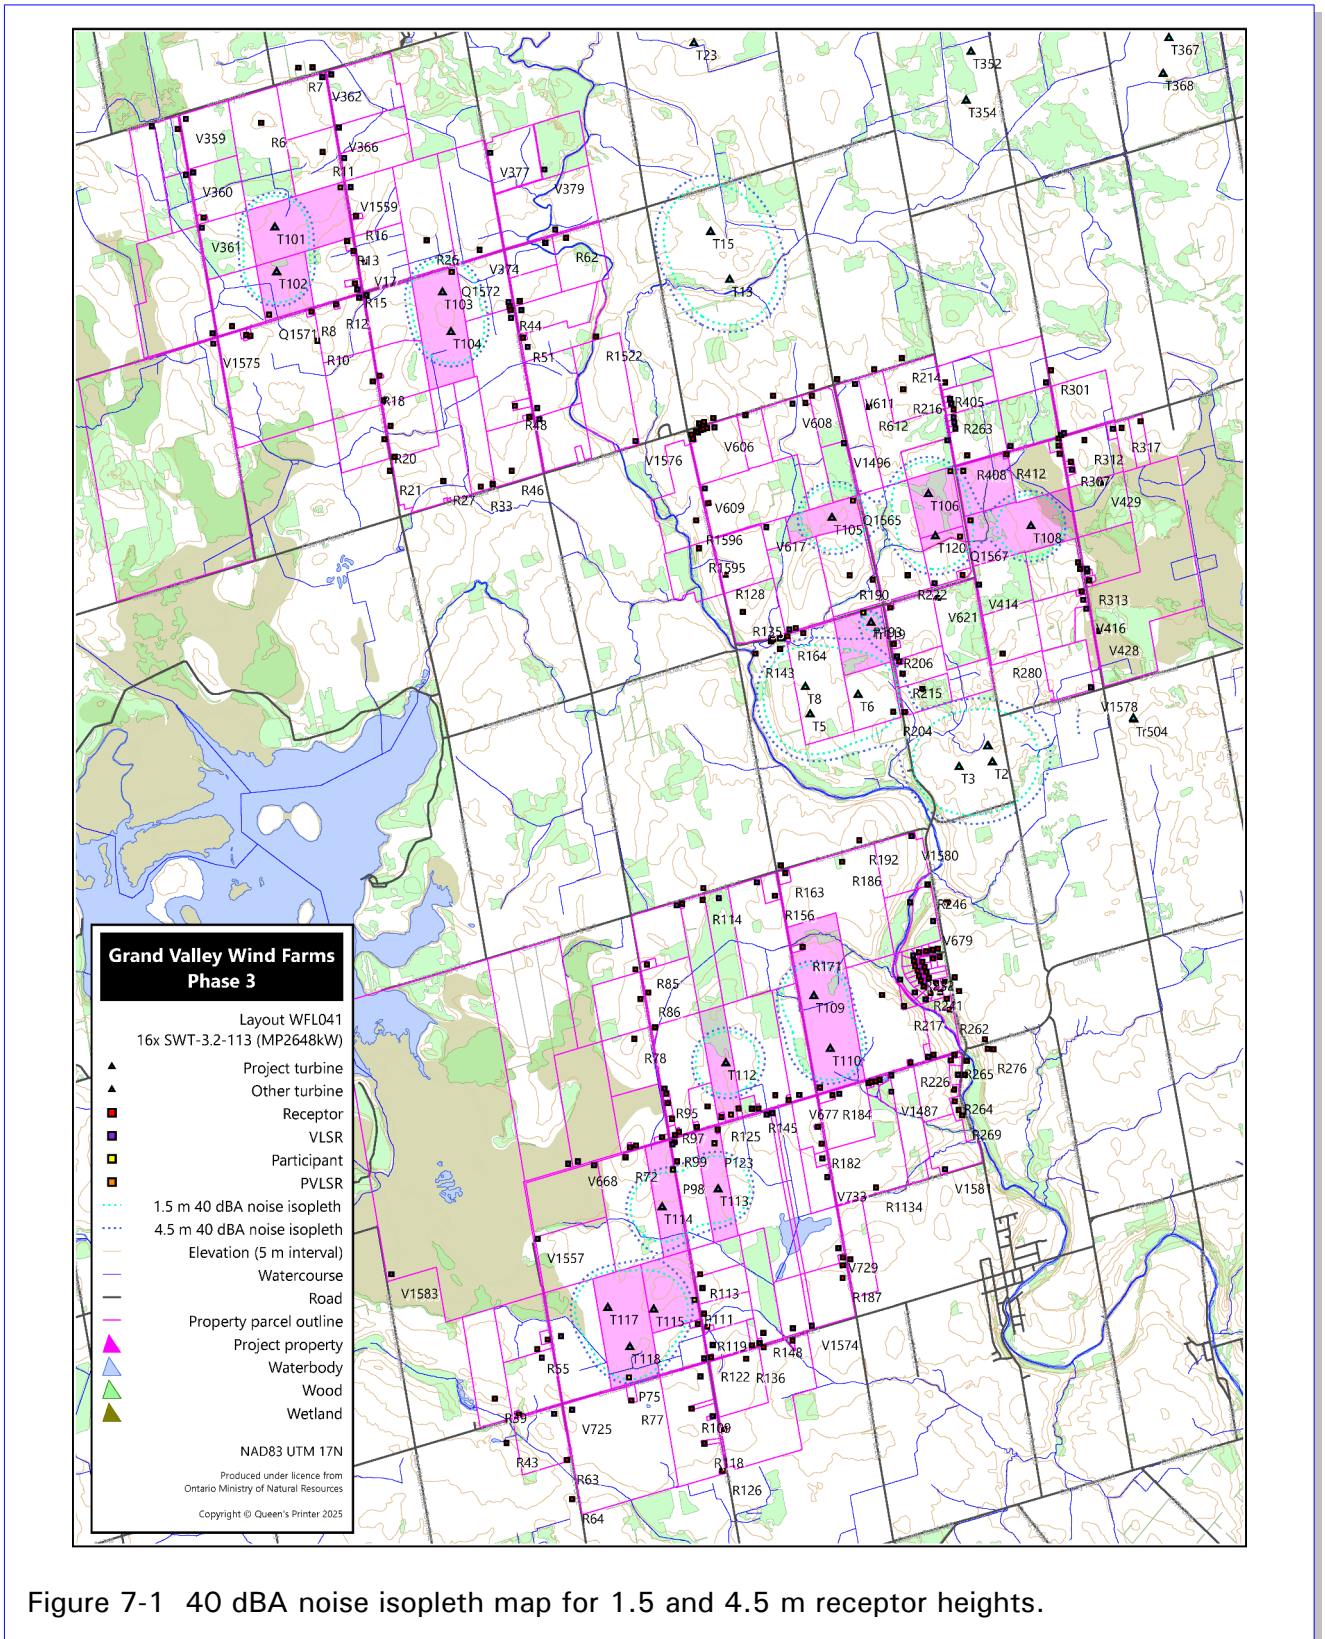 T23
T352
T367
T368
T354
R7
V362
V359
R6
V366
V377
V379
R11
V360
V1559
T101
V361
R16
R13
R26
V374
R62
T15
T13
T102
V17
Q1572
T103
R15
R12
R8
Q1571
R44
T104
R51
R1522
V1575
R10
R18
R48
R20
R21
R27
R33
R46
V1576
V606
V608
R214
V611
R216
R405
R612
R263
R301
R317
V1496
R312
R408
R412
R307
V429
V609
T106
Q1565
T105
T108
R1596
V617
T120
Q1567
R1595
R128
R190
R222
V414
R313
V621
V416
V428
R135
R164
R206
R143
R280
T8
T6
R215
T5
R204
V1578
Tr504
T3
T2
R192
V1580
R186
R163
R156
R114
R246
V679
R171
R85
R86
T109
R241
R217
R262
R78
T110
R276
T112
R226
R265
R95
R145
V677
R184
V1487
R264
R97
R125
R269
R99
P123
R182
R72
V668
P98
T113
V733
V1581
R1134
T114
V1557
V729
V1583
R113
R187
T117
T115
P111
T118
R119
R148
V1574
R55
R122
R136
P75
R77
R39
V725
R109
R43
R118
R63
R126
R64
Grand Valley Wind Farms
Phase 3
Layout WFL041
16x SWT-3.2-113 (MP2648kW)
Project turbine
Other turbine
Receptor
VLSR
Participant
PVLSR
1.5 m 40 dBA noise isopleth
4.5 m 40 dBA noise isopleth
Elevation (5 m interval)
Watercourse
Road
Property parcel outline
Project property
Waterbody
Wood
Wetland
NAD83 UTM 17N
Produced under licence from
Ontario Ministry of Natural Resources
Copyright © Queen's Printer 2025
Figure 7-1 40 dBA noise isopleth map for 1.5 and 4.5 m receptor heights.